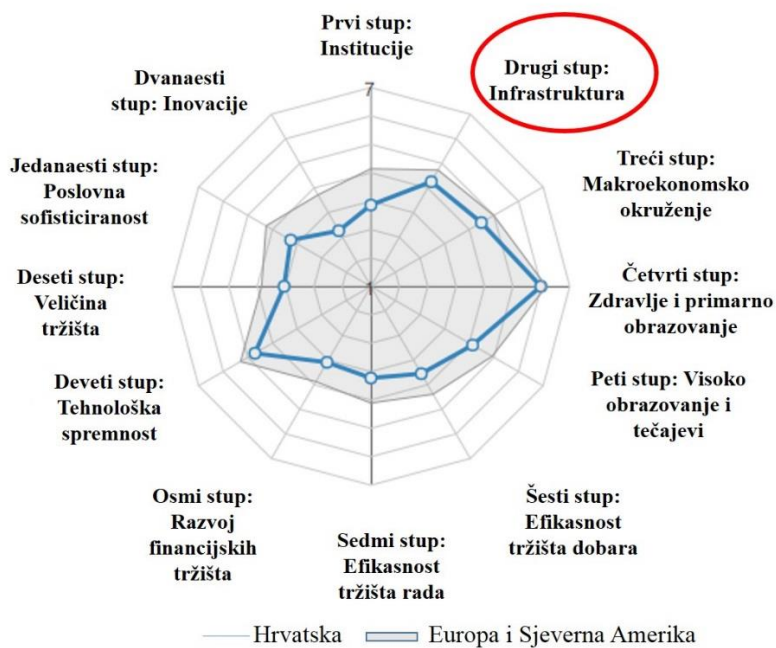 Prvi stup:
Institucije
Drugi stup:
Infrastruktura
Treći stup:
Makroekonomsko
okruženje
Četvrti stup:
Zdravlje i primarno
obrazovanje
Peti stup: Visoko
obrazovanje i
tečajevi
Šesti stup:
Efikasnost
tržišta dobara
Sedmi stup:
Efikasnost
tržišta rada
Osmi stup:
Razvoj
financijskih
tržišta
Deveti stup:
Tehnološka
spremnost
Deseti stup:
Veličina
tržišta
Jedanaesti stup:
Poslovna
sofisticiranost
Dvanaesti
stup: Inovacije
7
1
Hrvatska
Europa i Sjeverna Amerika